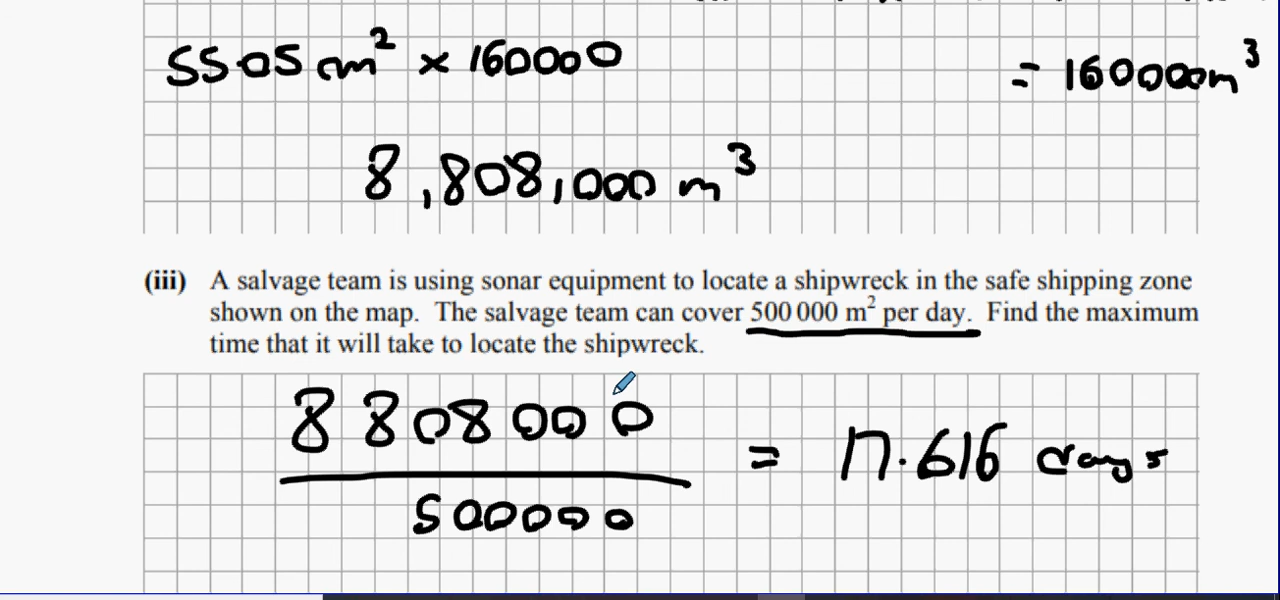 5505 cm² × 160000
= 160000m³
8,808,000 m³
(iii) A salvage team is using sonar equipment to locate a shipwreck in the safe shipping zone
shown on the map. The salvage team can cover 500 000 m² per day. Find the maximum
time that it will take to locate the shipwreck.
8808000
= 17.616 days
500000